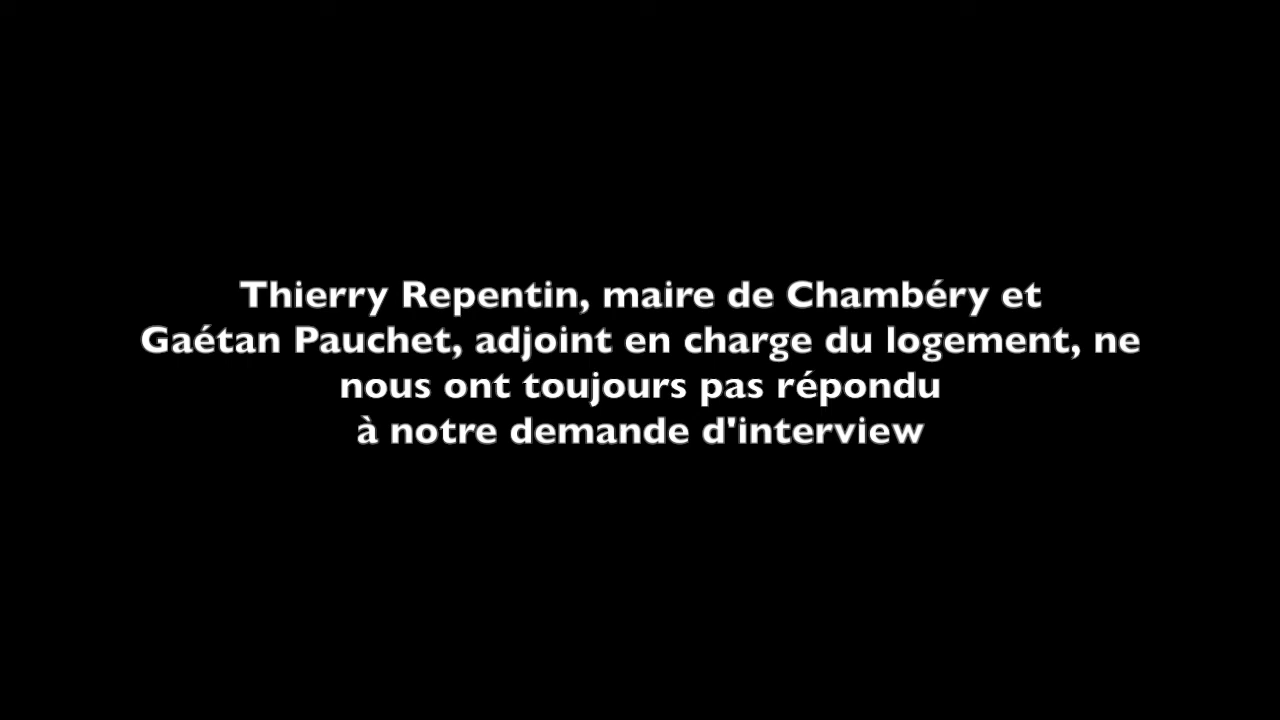 Thierry Repentin, maire de Chambéry et
Gaétan Pauchet, adjoint en charge du logement, ne
nous ont toujours pas répondu
à notre demande d'interview